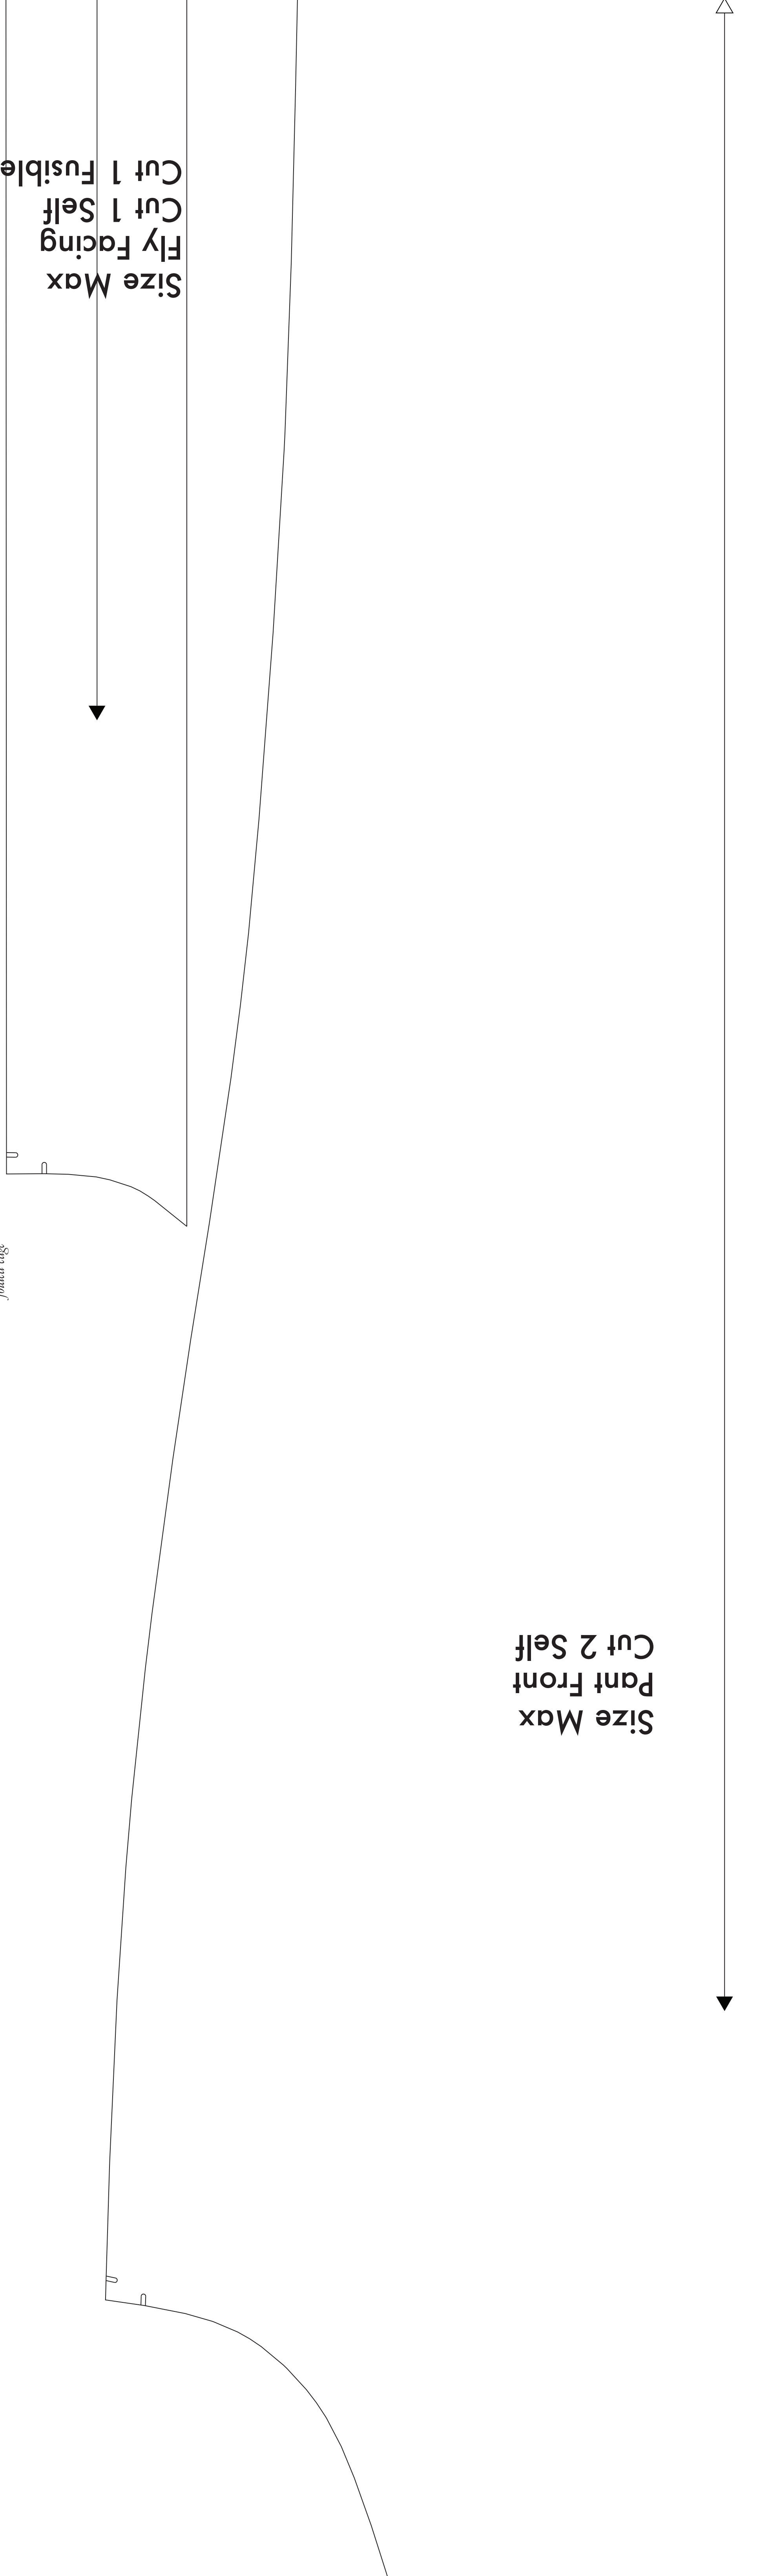 Size Max
Fly Facing
Cut 1 Self
Cut 1 Fusible
Size Max
Pant Front
Cut 2 Self